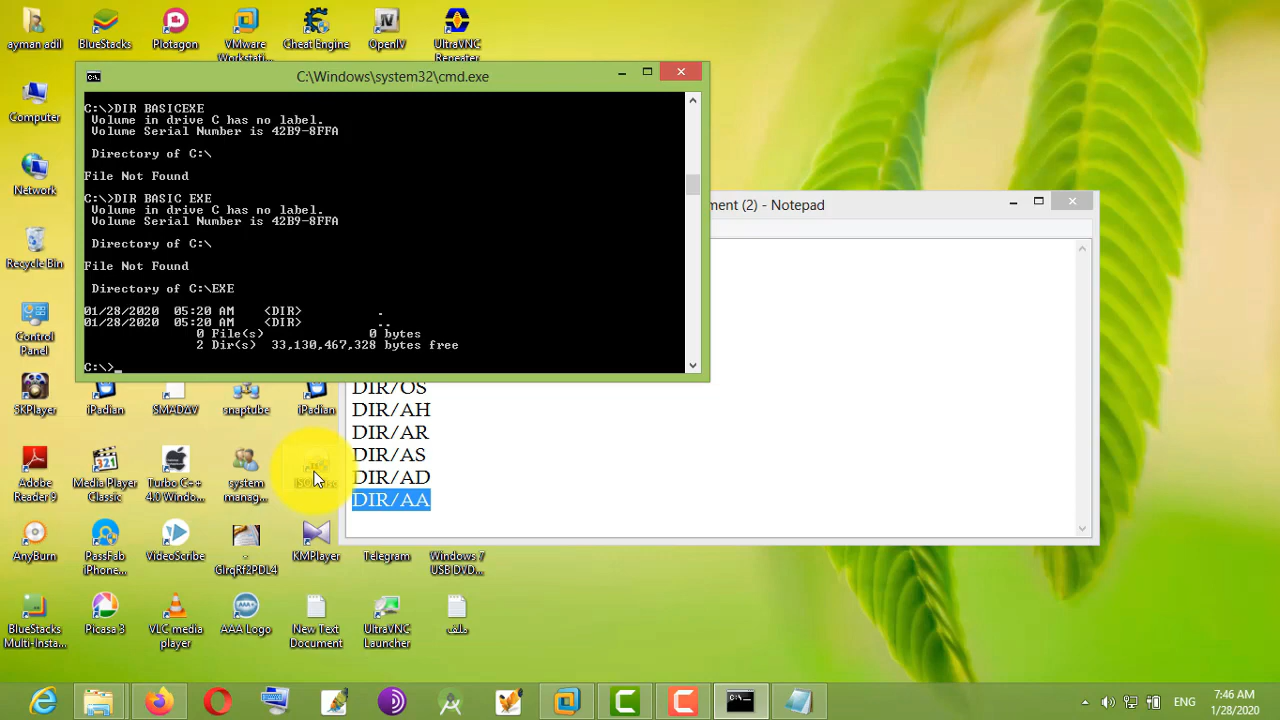 ayman adil
BlueStacks
Plotagon
VMware
Workstati...
Cheat Engine
OpenIV
UltraVNC
Repeater
C:\Windows\system32\cmd.exe
C:\>DIR BASICEXE
Volume in drive C has no label.
Volume Serial Number is 42B9-8FFA
Directory of C:\
File Not Found
C:\>DIR BASIC EXE
Volume in drive C has no label.
Volume Serial Number is 42B9-8FFA
Directory of C:\
File Not Found
Directory of C:\EXE
01/28/2020 05:20 AM <DIR> .
01/28/2020 05:20 AM <DIR> ..
0 File(s) 0 bytes
2 Dir(s) 33,130,467,328 bytes free
C:\>_
ment (2) - Notepad
DIR/OS
DIR/AH
DIR/AR
DIR/AS
DIR/AD
DIR/AA
Computer
Network
Recycle Bin
Control
Panel
SKPlayer
iPadian
SMADAV
snaptube
iPadian
Adobe
Reader 9
Media Player
Classic
Turbo C++
4.0 Windo...
system
manag...
AnyBurn
PassFab
iPhone...
VideoScribe
-
GIrqRf2PDL4
KMPlayer
Telegram
Windows 7
USB DVD...
BlueStacks
Multi-Insta...
Picasa 3
VLC media
player
AAA Logo
New Text
Document
UltraVNC
Launcher
ملف
ENG
7:46 AM
1/28/2020